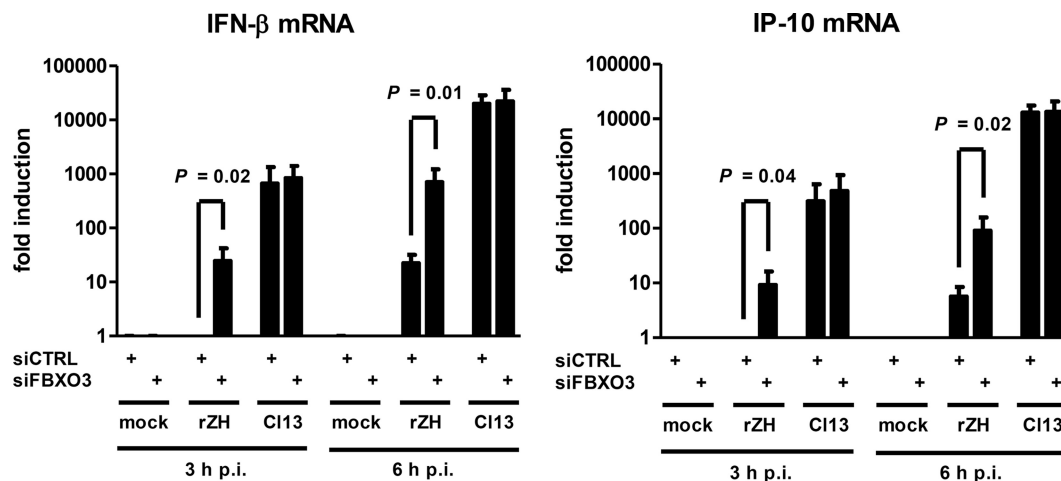 IFN-β mRNA
fold induction
100000
10000
1000
100
10
1
P = 0.02
P = 0.01
siCTRL + + + + + +
siFBXO3 + + + + + +
mock rZH Cl13 mock rZH Cl13
3 h p.i. 6 h p.i.
IP-10 mRNA
fold induction
100000
10000
1000
100
10
1
P = 0.04
P = 0.02
siCTRL + + + + + +
siFBXO3 + + + + + +
mock rZH Cl13 mock rZH Cl13
3 h p.i. 6 h p.i.